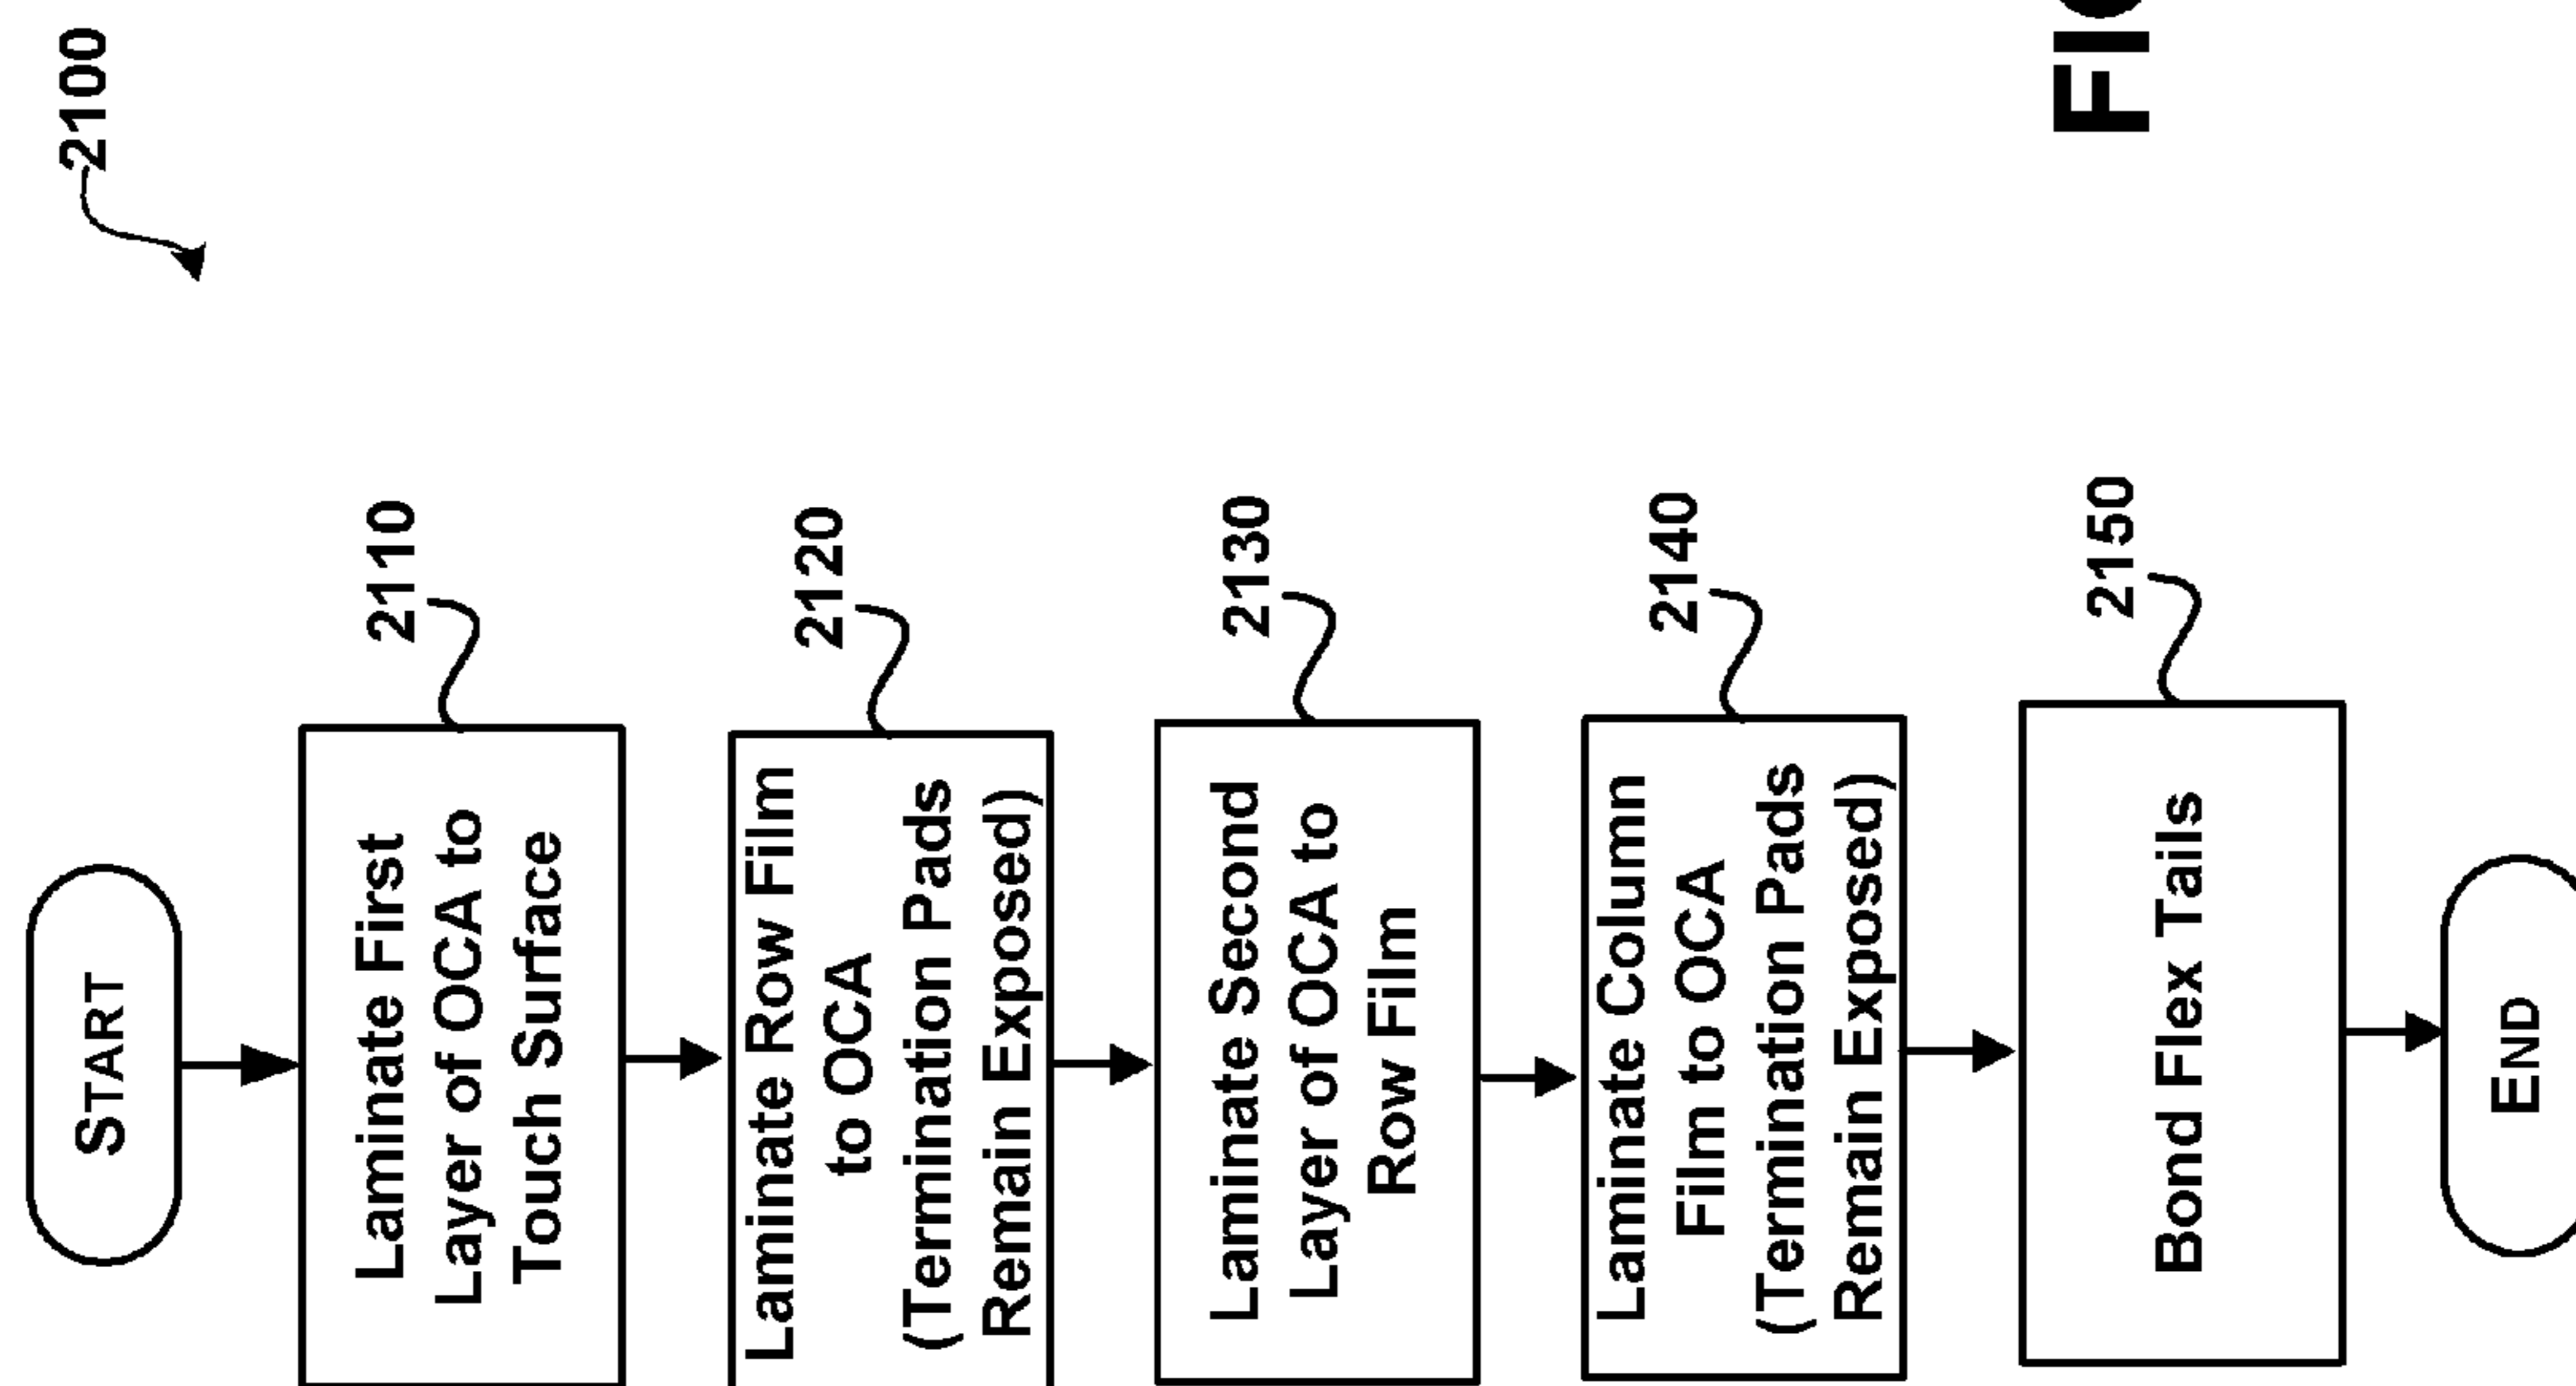 2100
START
Laminate First
Layer of OCA to
Touch Surface
2110
Laminate Row Film
to OCA
(Termination Pads
Remain Exposed)
2120
Laminate Second
Layer of OCA to
Row Film
2130
Laminate Column
Film to OCA
(Termination Pads
Remain Exposed)
2140
Bond Flex Tails
2150
END